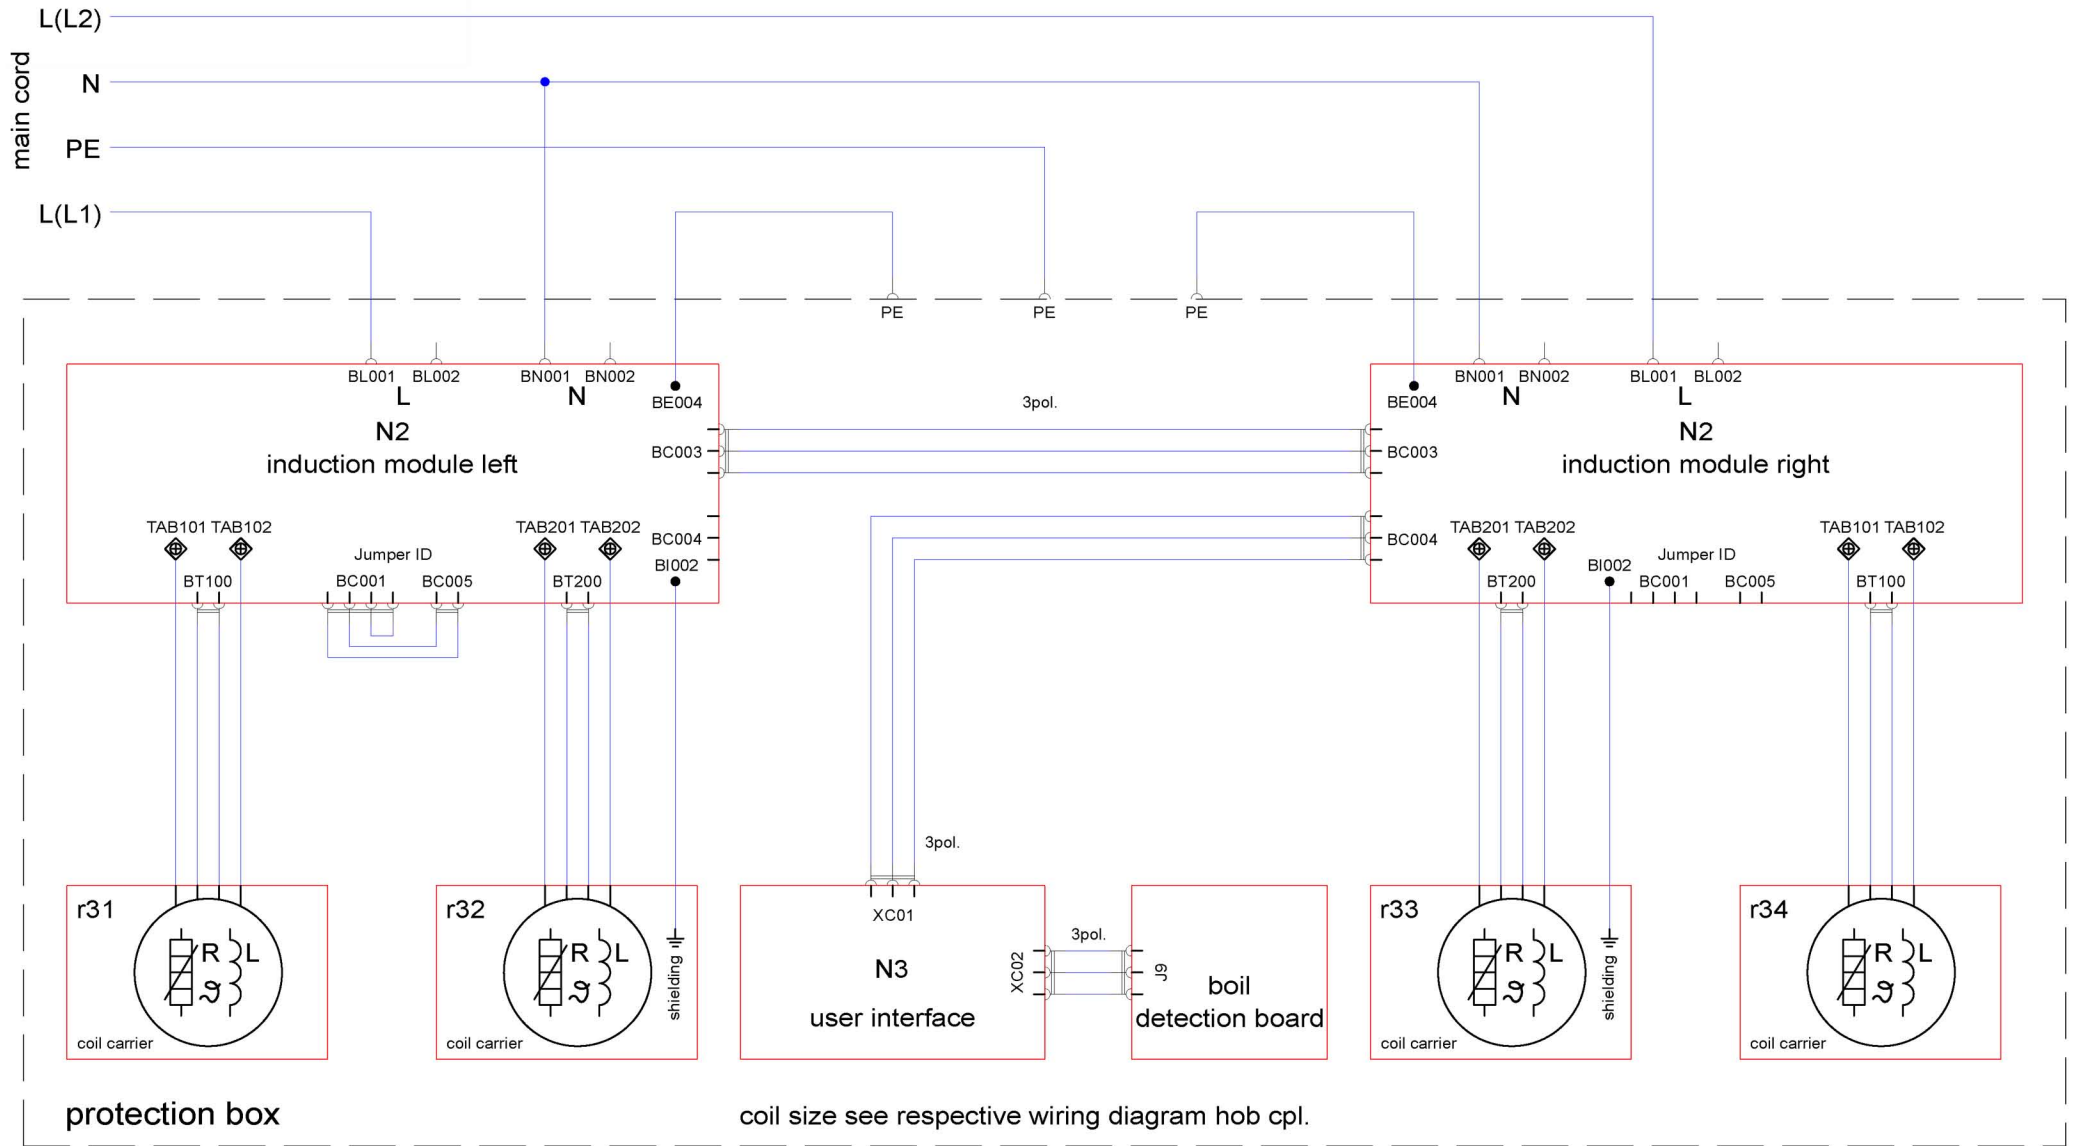 L(L2)
main cord
N
PE
L(L1)
PE PE PE
BL001 BL002 BN001 BN002
L N
BE004
N2
induction module left
BC003
3pol.
BN001 BN002 BL001 BL002
N L
BE004
N2
induction module right
BC003
TAB101 TAB102
TAB201 TAB202
BC004
Jumper ID
BI002
BT100
BC001
BC005
BT200
BC004
TAB201 TAB202
TAB101 TAB102
BI002
Jumper ID
BT200
BC001
BC005
BT100
3pol.
r31
R L
ϑ
coil carrier
r32
R L
ϑ
shielding
coil carrier
XC01
N3
user interface
XC02
3pol.
J9
boil
detection board
r33
R L
ϑ
shielding
coil carrier
r34
R L
ϑ
coil carrier
protection box
coil size see respective wiring diagram hob cpl.